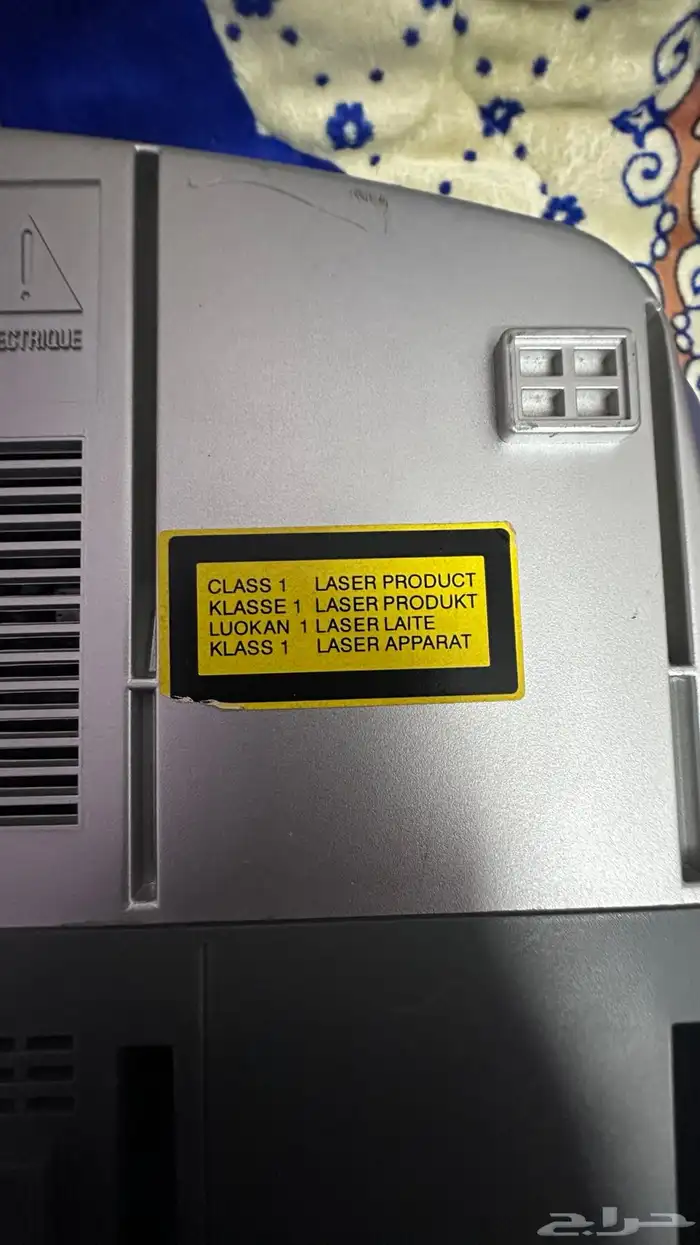 ECTRIQUE
CLASS 1 LASER PRODUCT
KLASSE 1 LASER PRODUKT
LUOKAN 1 LASER LAITE
KLASS 1 LASER APPARAT
حراج